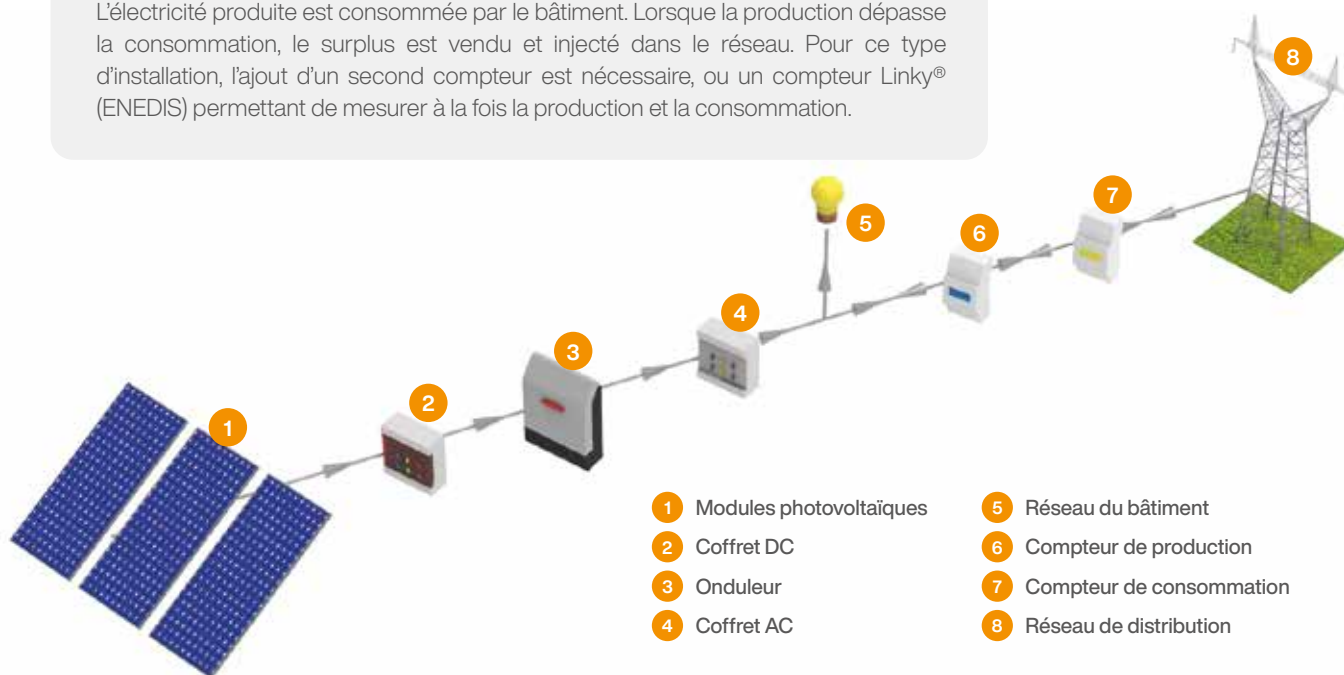 L’électricité produite est consommée par le bâtiment. Lorsque la production dépasse
la consommation, le surplus est vendu et injecté dans le réseau. Pour ce type
d’installation, l’ajout d’un second compteur est nécessaire, ou un compteur Linky®
(ENEDIS) permettant de mesurer à la fois la production et la consommation.
8
7
5
6
4
3
2
1
1 Modules photovoltaïques
2 Coffret DC
3 Onduleur
4 Coffret AC
5 Réseau du bâtiment
6 Compteur de production
7 Compteur de consommation
8 Réseau de distribution